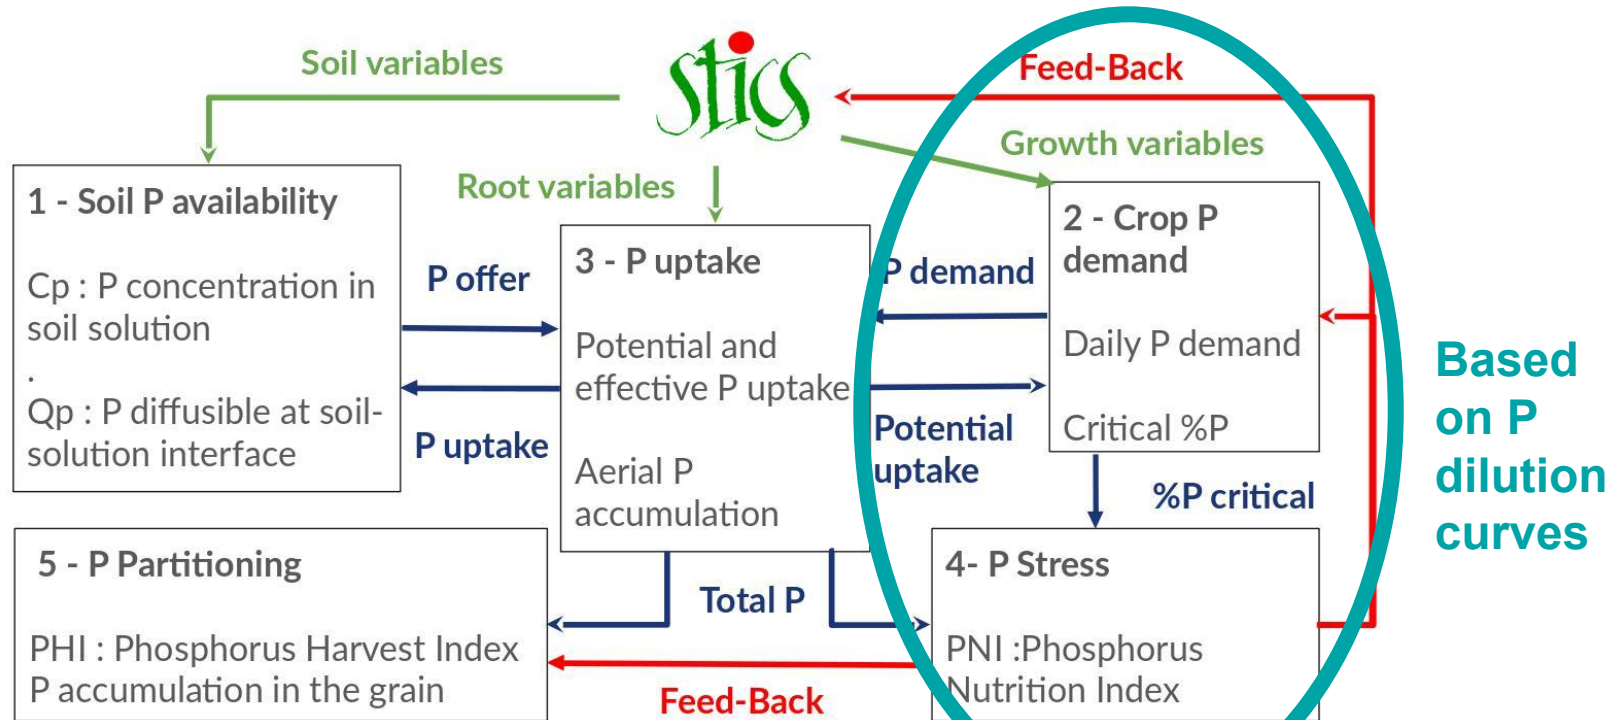 Soil variables
stics
Feed-Back
Growth variables
Root variables
1 - Soil P availability
Cp : P concentration in
soil solution
.
Qp : P diffusible at soil-
solution interface
P offer
P uptake
3 - P uptake
Potential and
effective P uptake
Aerial P
accumulation
P demand
Potential
uptake
2 - Crop P
demand
Daily P demand
Critical %P
%P critical
Based
on P
dilution
curves
5 - P Partitioning
PHI : Phosphorus Harvest Index
P accumulation in the grain
Total P
Feed-Back
4- P Stress
PNI :Phosphorus
Nutrition Index